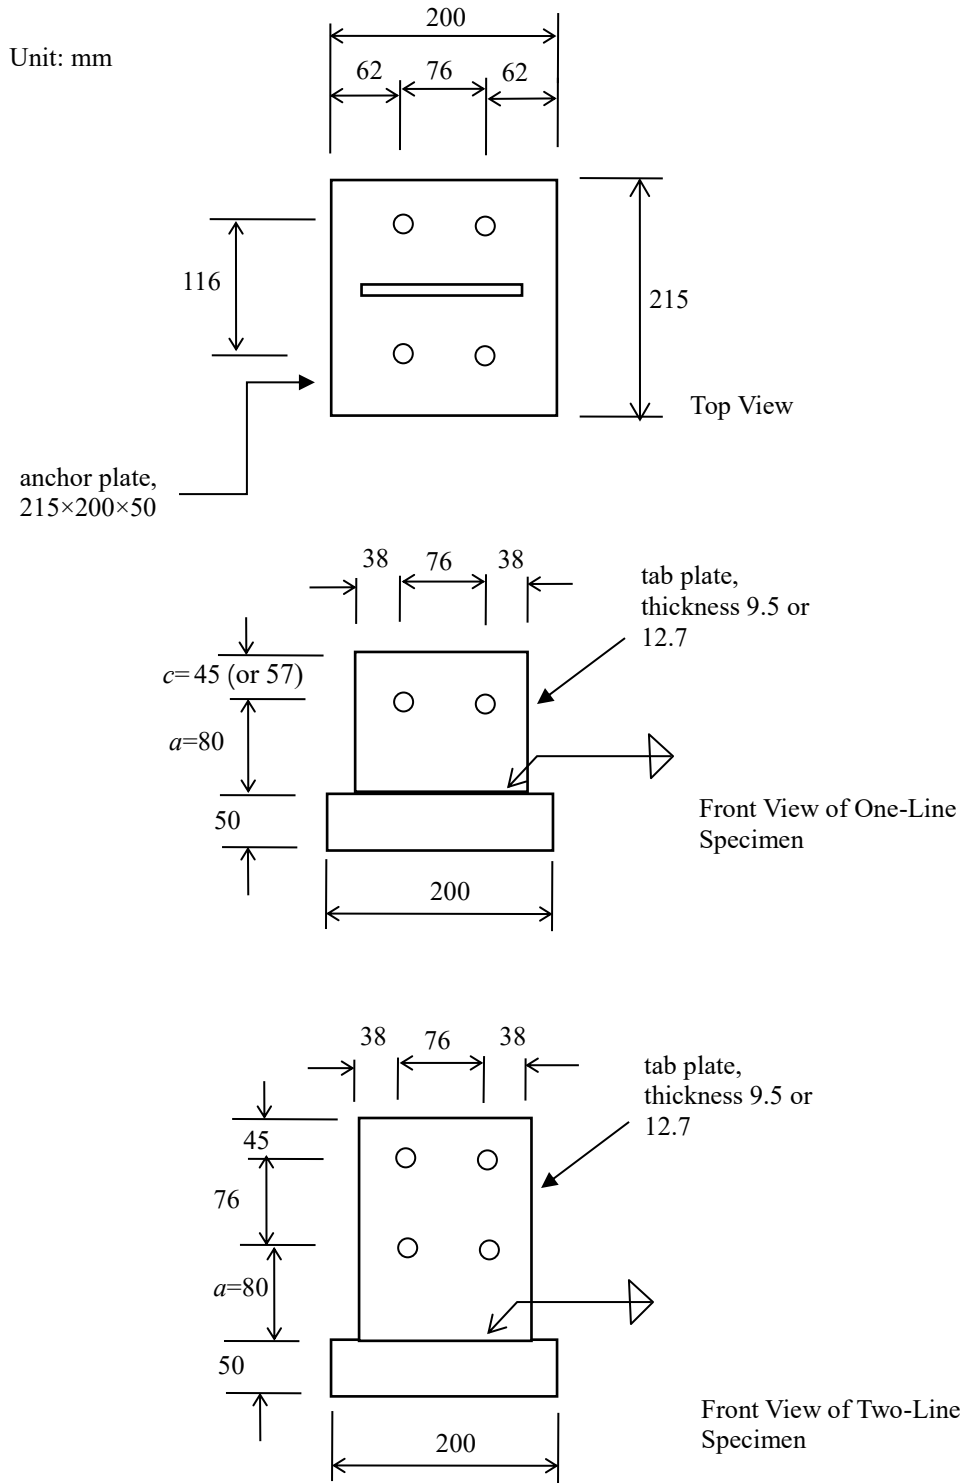 200
Unit: mm
62
76
62
116
215
Top View
anchor plate,
215×200×50
38
76
38
tab plate,
thickness 9.5 or
12.7
c= 45 (or 57)
a=80
50
Front View of One-Line
Specimen
200
38
76
38
tab plate,
thickness 9.5 or
12.7
45
76
a=80
50
Front View of Two-Line
Specimen
200